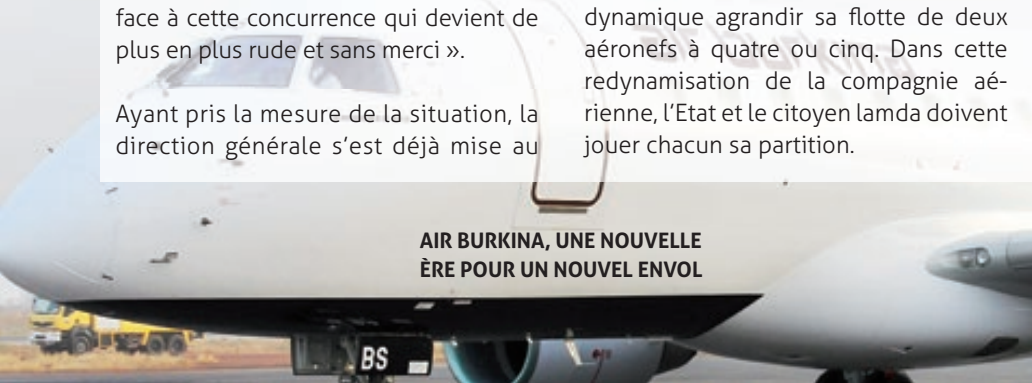 face à cette concurrence qui devient de
plus en plus rude et sans merci ».
Ayant pris la mesure de la situation, la
direction générale s'est déjà mise au
dynamique agrandir sa flotte de deux
aéronefs à quatre ou cinq. Dans cette
redynamisation de la compagnie aé-
rienne, l'Etat et le citoyen lamda doivent
jouer chacun sa partition.
AIR BURKINA, UNE NOUVELLE
ÈRE POUR UN NOUVEL ENVOL
BS